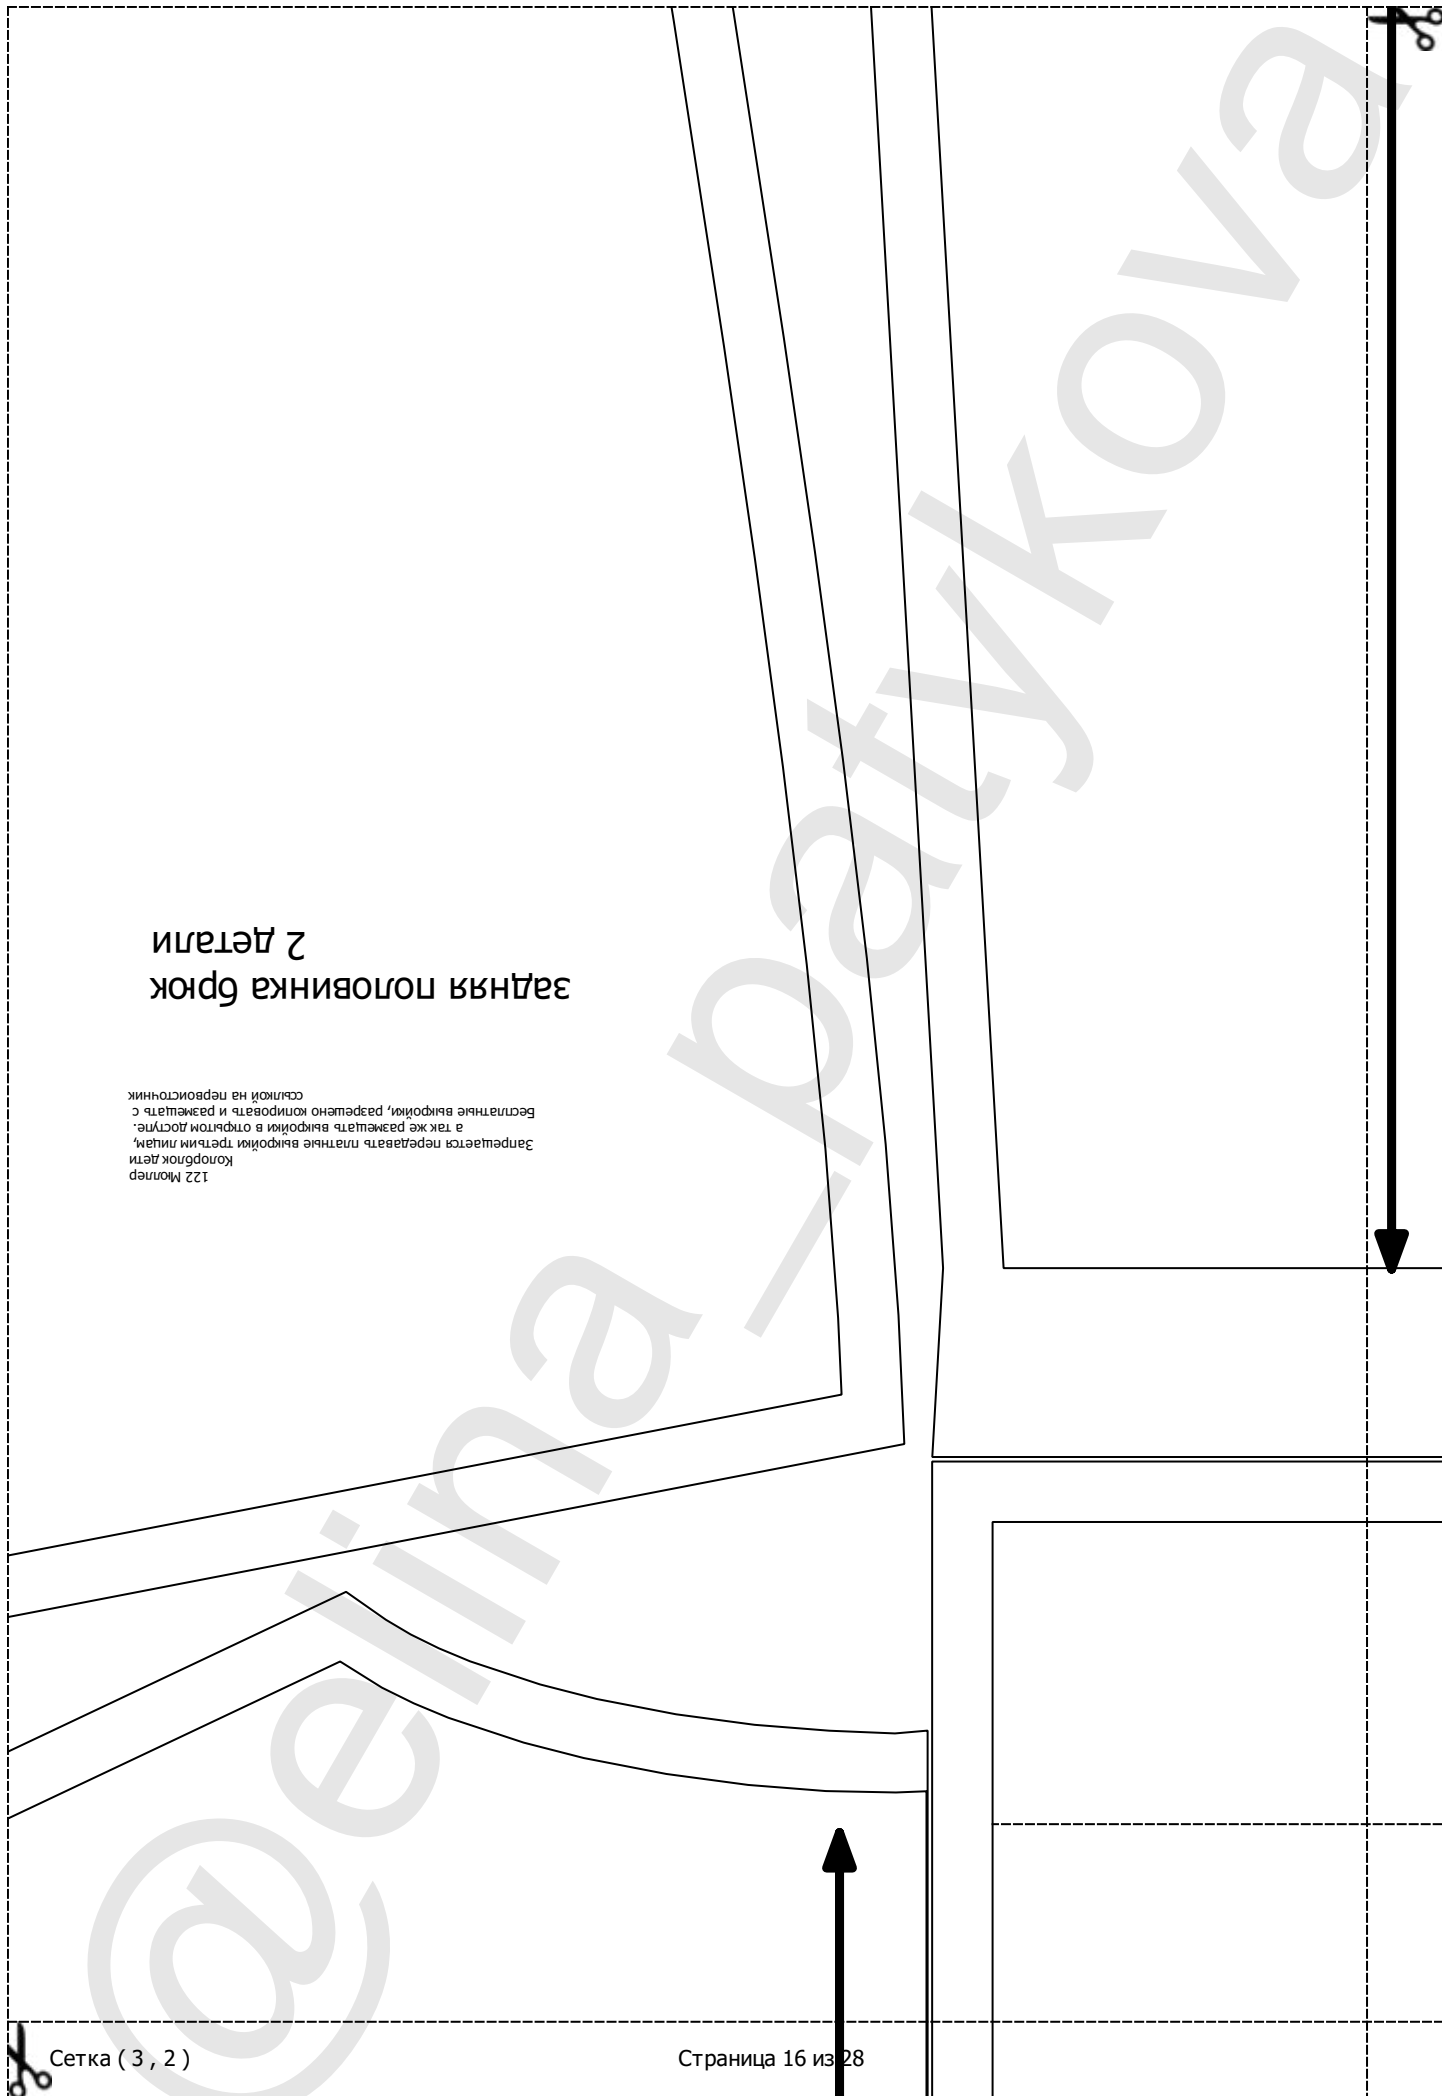 122 Мюллер
Колорблок дети
Запрещается передавать платные выкройки третьим лицам,
а так же размещать выкройки в открытом доступе.
Бесплатные выкройки, разрешено копировать и размещать с
ссылкой на первоисточник
задняя половинка брюк
2 детали
@elina_patykova
Сетка ( 3 , 2 )
Страница 16 из 28